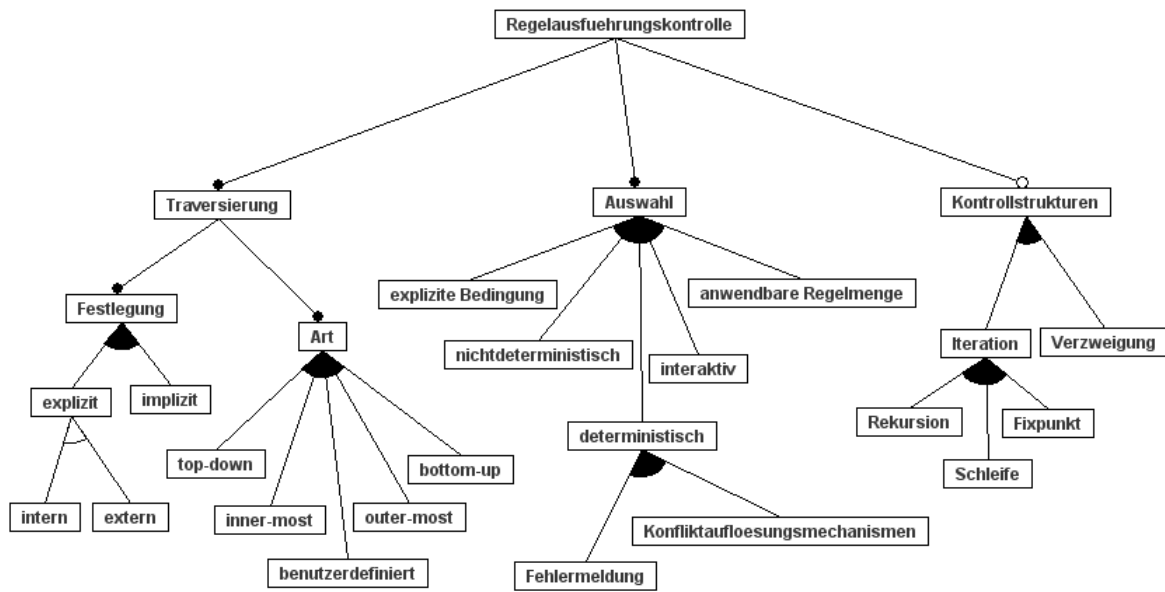 Regelausfuehrungskontrolle
Traversierung
Auswahl
Kontrollstrukturen
Festlegung
Art
explizite Bedingung
anwendbare Regelmenge
nichtdeterministisch
interaktiv
Iteration
Verzweigung
explizit
implizit
deterministisch
Rekursion
Fixpunkt
Schleife
top-down
bottom-up
intern
extern
inner-most
outer-most
benutzerdefiniert
Konfliktaufloesungsmechanismen
Fehlermeldung